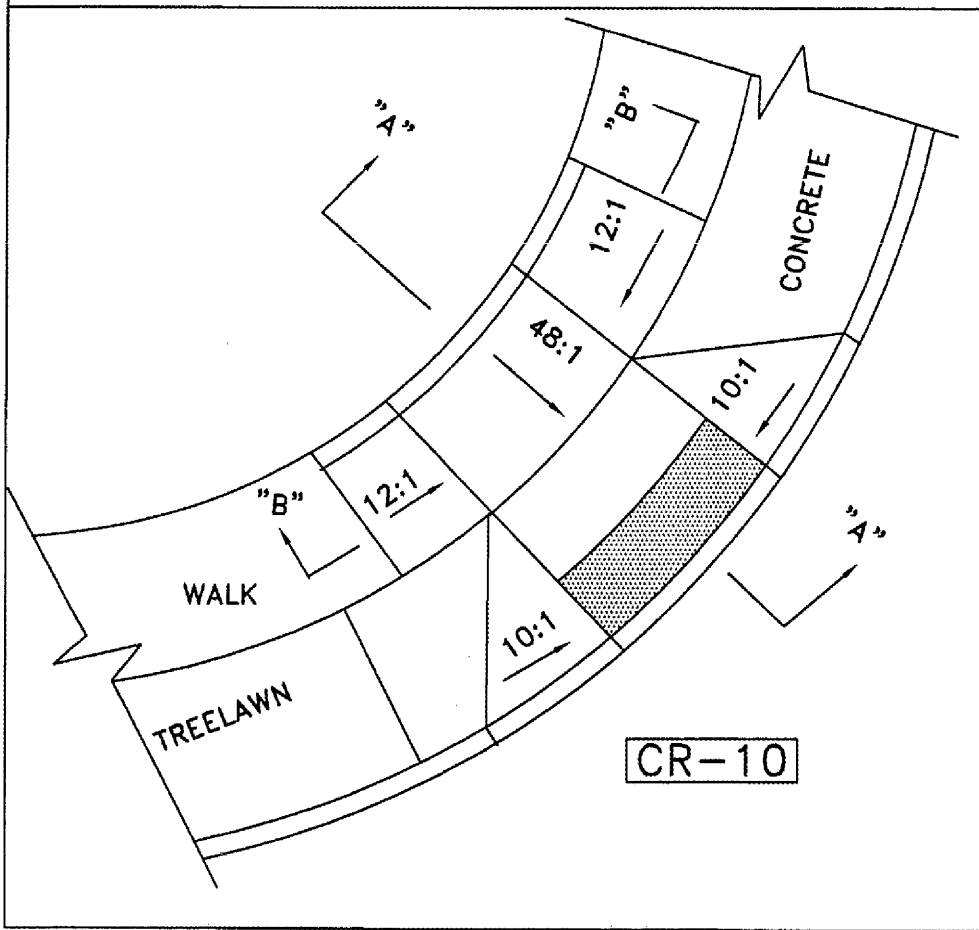 "A"
"B"
12:1
CONCRETE
48:1
10:1
12:1
"B"
"A"
WALK
10:1
TREELAWN
CR-10